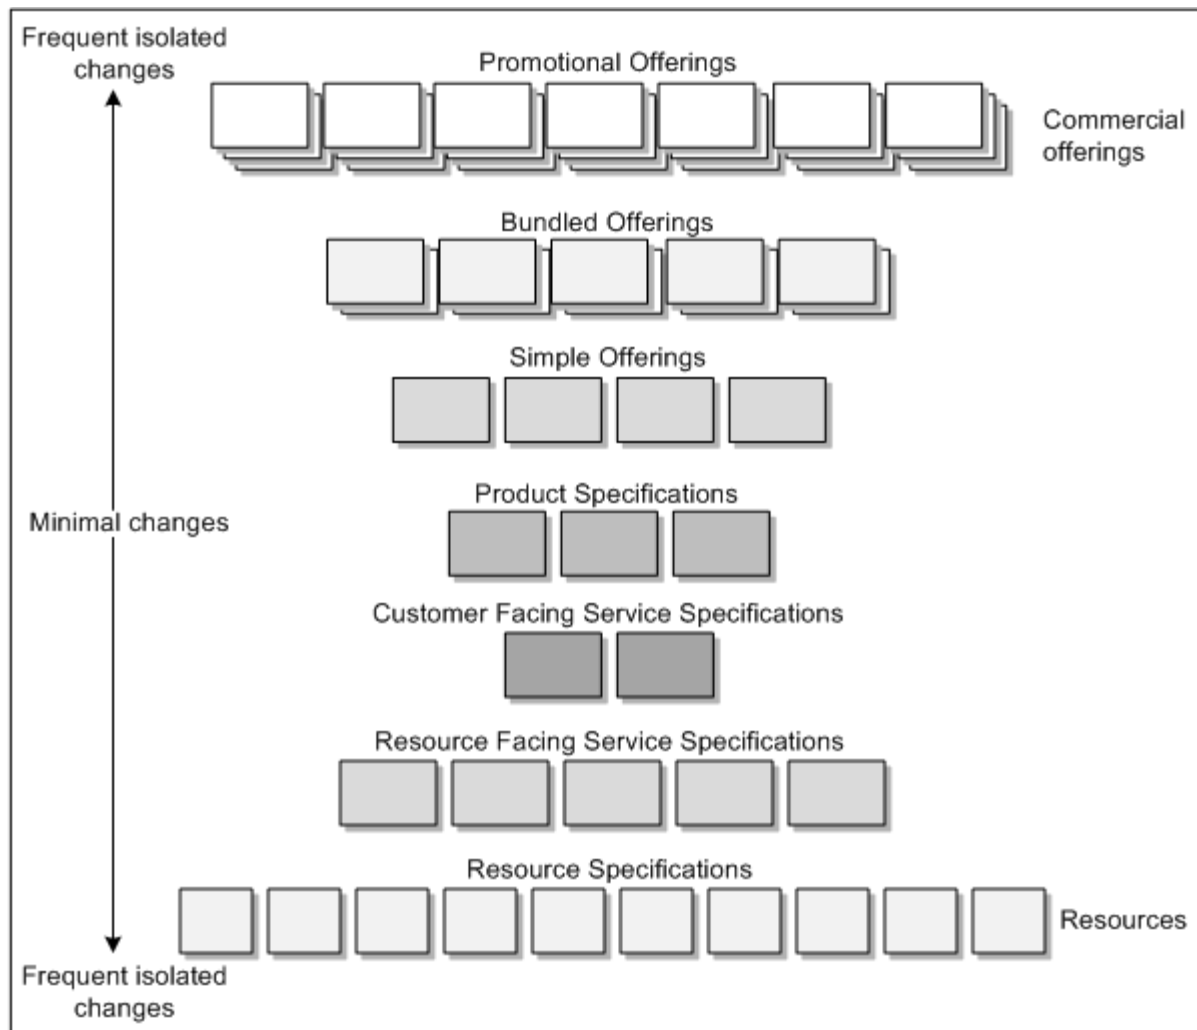 Frequent isolated
changes
Promotional Offerings
Commercial
offerings
Bundled Offerings
Simple Offerings
Product Specifications
Minimal changes
Customer Facing Service Specifications
Resource Facing Service Specifications
Resource Specifications
Resources
Frequent isolated
changes